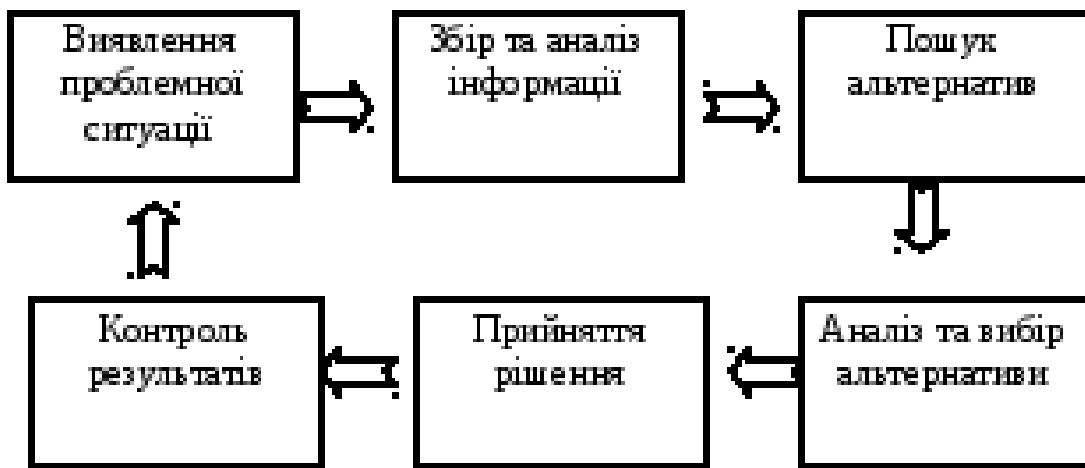 Виявлення
проблемної
ситуації
Збір та аналіз
інформації
Пошук
альтернатив
Аналіз та вибір
альтернативи
Прийняття
рішення
Контроль
результатів